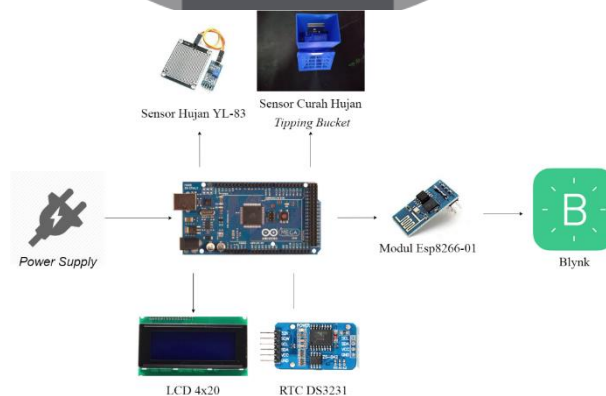 Sensor Hujan YL-83
Sensor Curah Hujan
Tipping Bucket
Power Supply
Modul Esp8266-01
B
Blynk
LCD 4x20
RTC DS3231